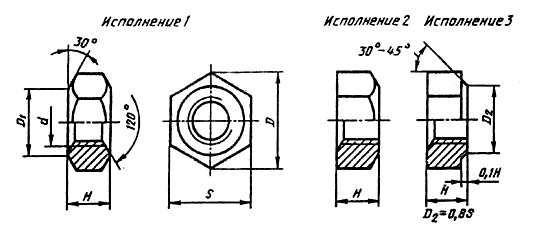 Исполнение 1
Исполнение 2
Исполнение 3
30°
30°-45°
D₁
d
120°
D
D₂
0,1H
H
S
H
H
D₂=0,8S